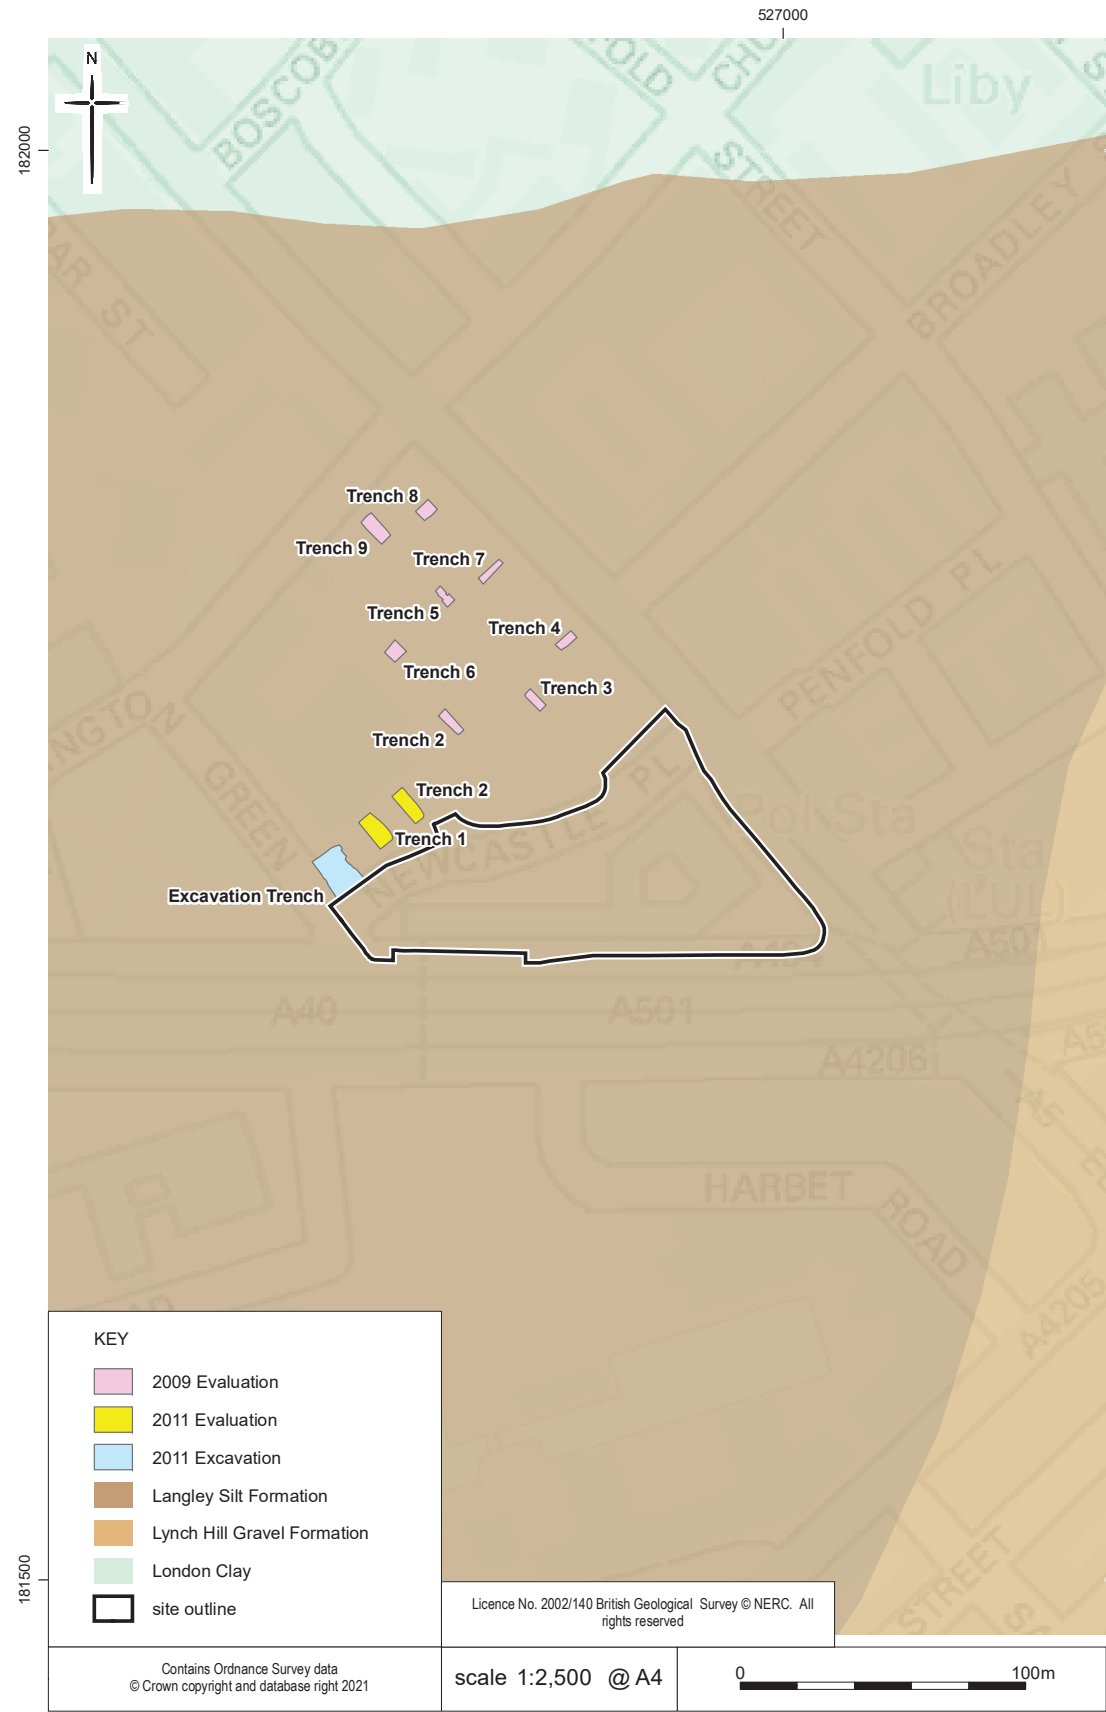 527000
N
182000
BOSCOB
FOLD
CHU
Liby
STREET
BROADLEY
AR ST
Trench 8
Trench 9
Trench 7
Trench 5
Trench 4
Trench 6
Trench 3
PENFOLD PL
Trench 2
NGTON
GREEN
Trench 2
Trench 1
NEWCASTLE PL
Sta
(LUL)
Excavation Trench
A501
A40
A501
A4206
HARBET
ROAD
A4205
STREET
181500
KEY
2009 Evaluation
2011 Evaluation
2011 Excavation
Langley Silt Formation
Lynch Hill Gravel Formation
London Clay
site outline
Licence No. 2002/140 British Geological Survey © NERC. All
rights reserved
Contains Ordnance Survey data
© Crown copyright and database right 2021
scale 1:2,500 @ A4
0 100m